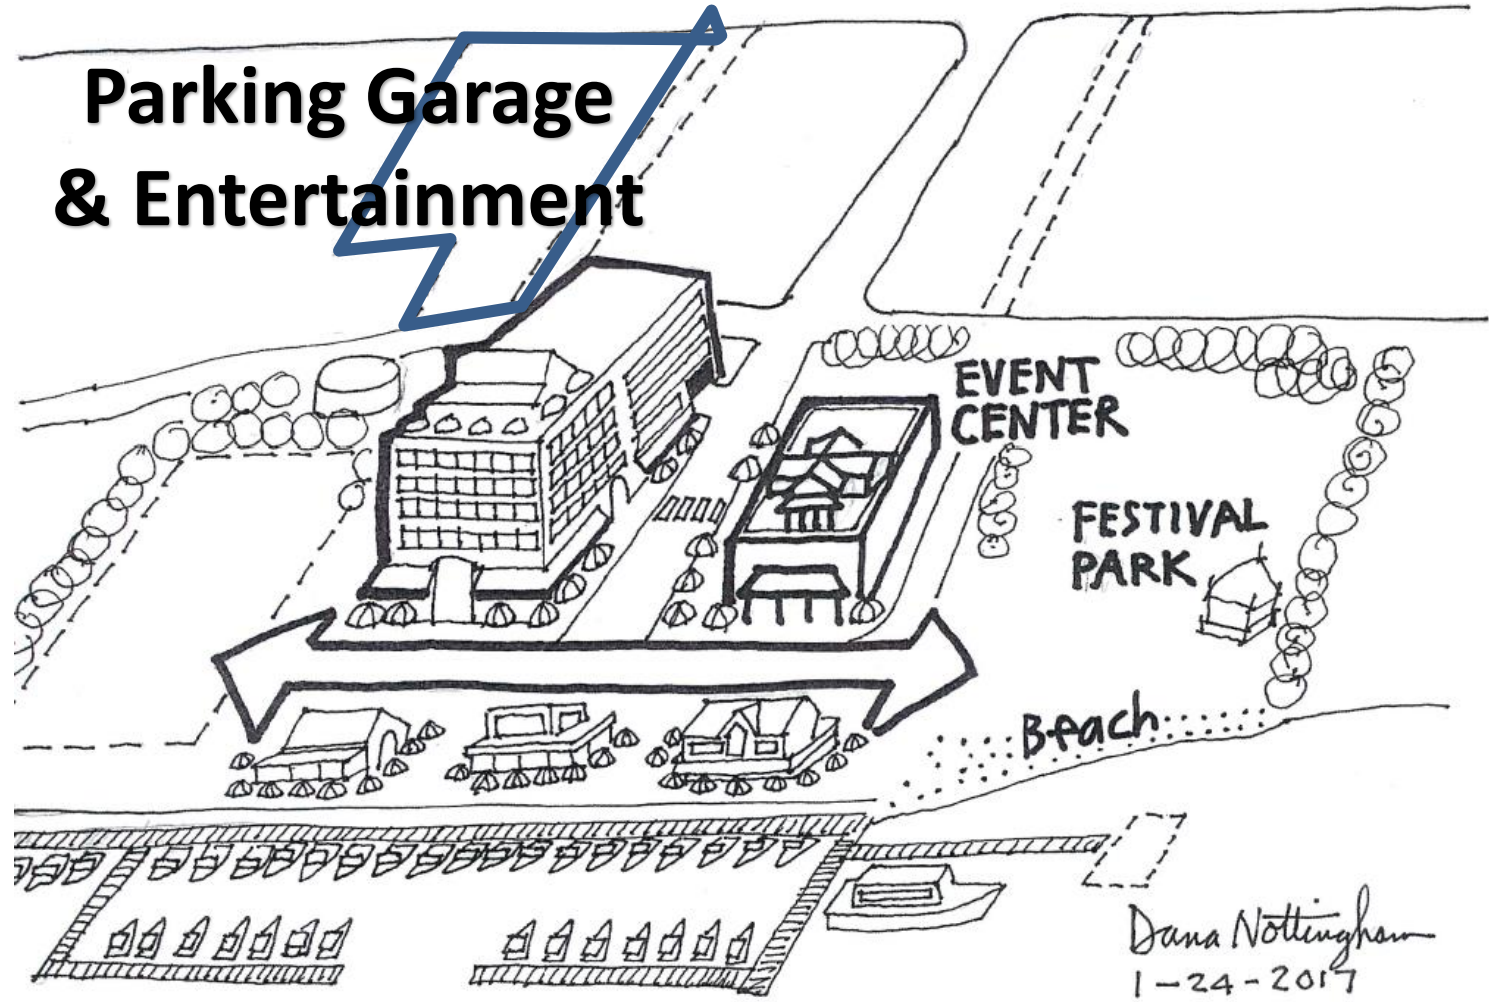 Parking Garage
& Entertainment
EVENT
CENTER
FESTIVAL
PARK
Beach
Dana Nottingham
1-24-2017